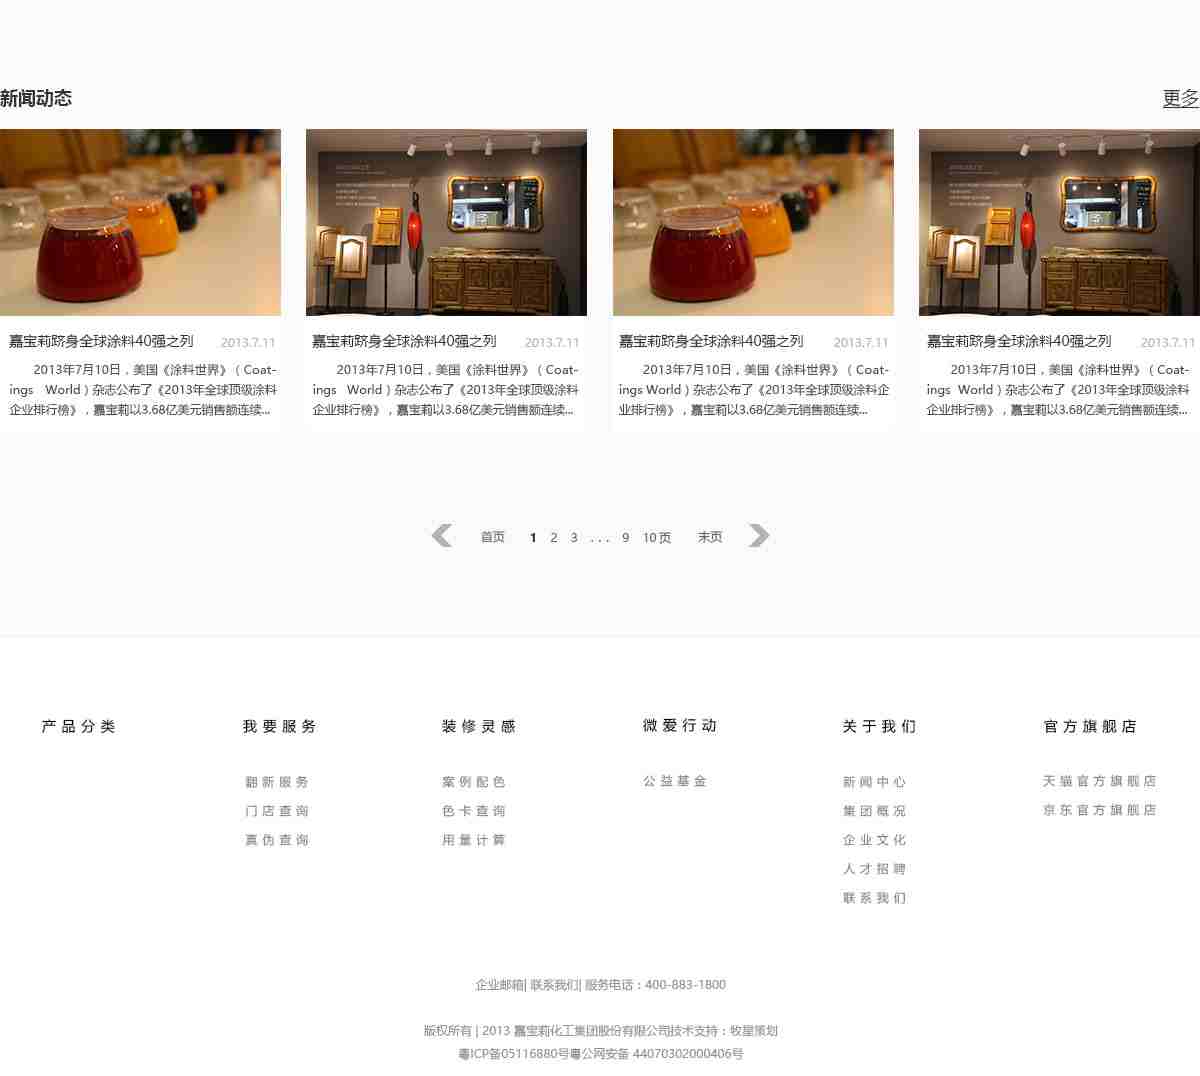 新闻动态
更多
嘉宝莉跻身全球涂料40强之列 2013.7.11
2013年7月10日，美国《涂料世界》（Coat-
ings World）杂志公布了《2013年全球顶级涂料
企业排行榜》，嘉宝莉以3.68亿美元销售额连续...
嘉宝莉跻身全球涂料40强之列 2013.7.11
2013年7月10日，美国《涂料世界》（Coat-
ings World）杂志公布了《2013年全球顶级涂料
企业排行榜》，嘉宝莉以3.68亿美元销售额连续...
嘉宝莉跻身全球涂料40强之列 2013.7.11
2013年7月10日，美国《涂料世界》（Coat-
ings World）杂志公布了《2013年全球顶级涂料企
业排行榜》，嘉宝莉以3.68亿美元销售额连续...
嘉宝莉跻身全球涂料40强之列 2013.7.11
2013年7月10日，美国《涂料世界》（Coat-
ings World）杂志公布了《2013年全球顶级涂料
企业排行榜》，嘉宝莉以3.68亿美元销售额连续...
首页 1 2 3 ... 9 10页 末页
产品分类
我要服务
翻新服务
门店查询
真伪查询
装修灵感
案例配色
色卡查询
用量计算
微爱行动
公益基金
关于我们
新闻中心
集团概况
企业文化
人才招聘
联系我们
官方旗舰店
天猫官方旗舰店
京东官方旗舰店
企业邮箱| 联系我们| 服务电话：400-883-1800
版权所有 | 2013 嘉宝莉化工集团股份有限公司技术支持：牧星策划
粤ICP备05116880号粤公网安备 44070302000406号